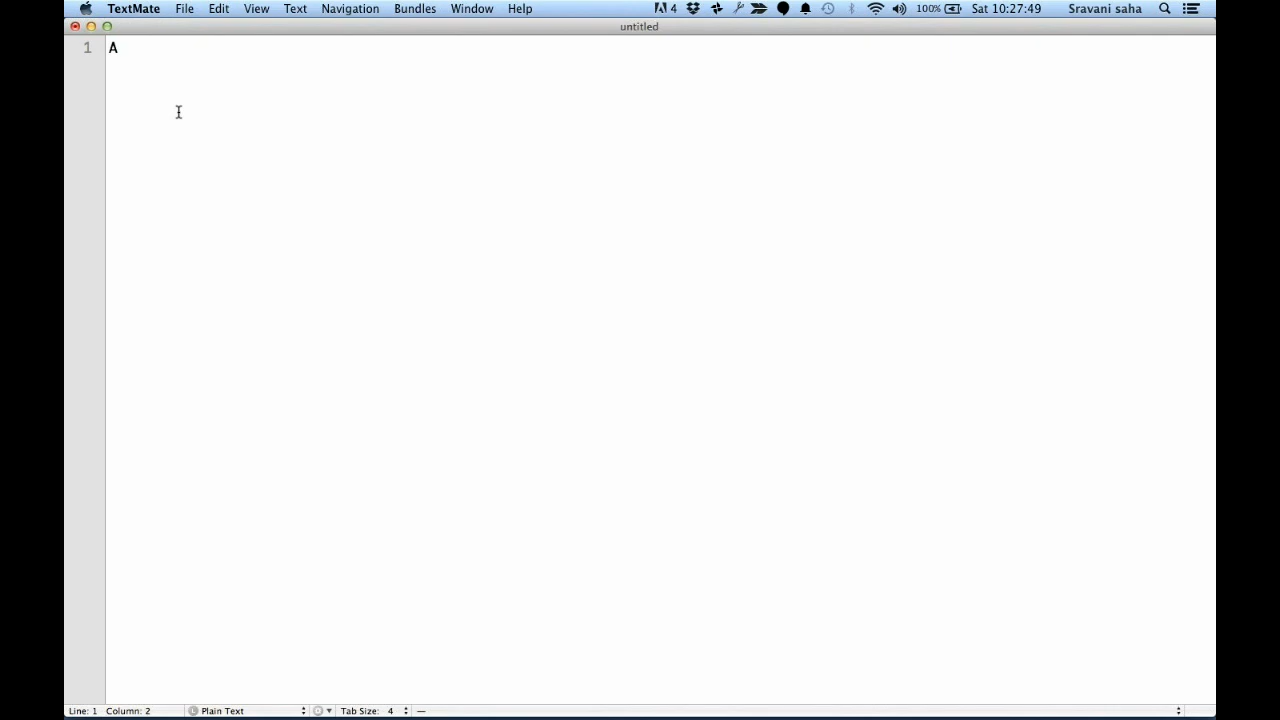 TextMate File Edit View Text Navigation Bundles Window Help 4 100% Sat 10:27:49 Sravani saha
untitled
1 A
Line: 1 Column: 2 L Plain Text Tab Size: 4 —